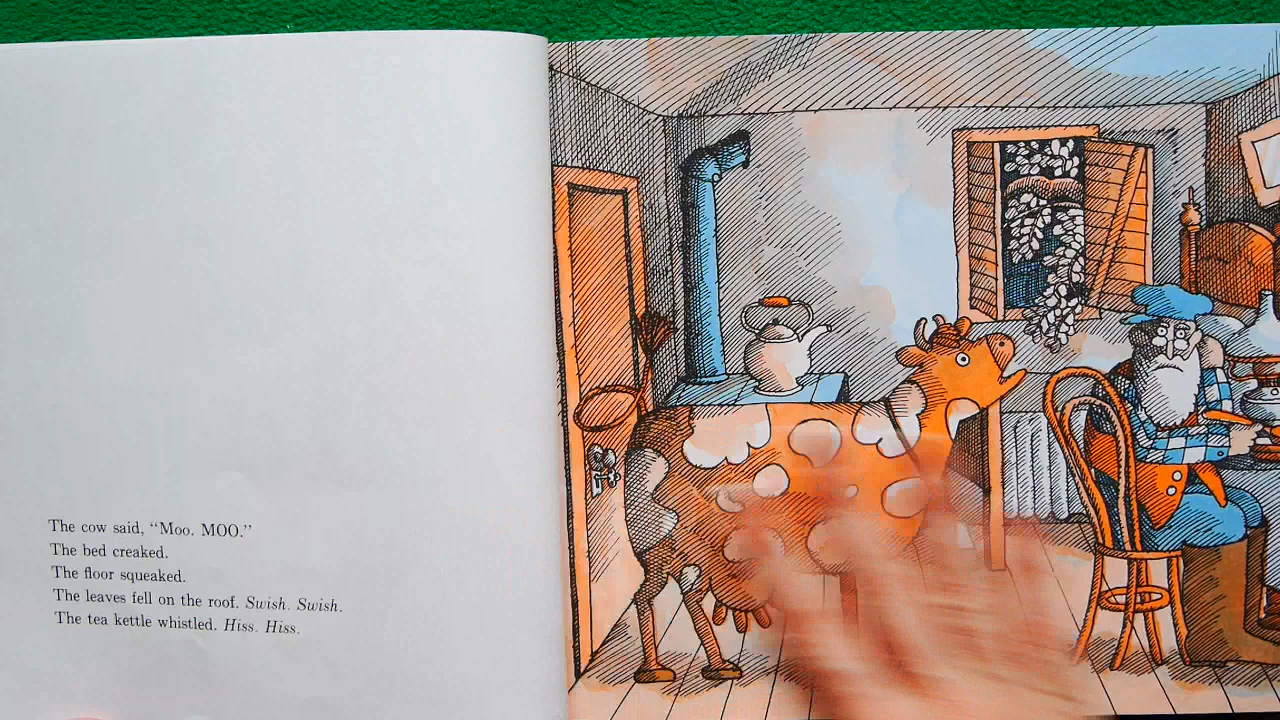 The cow said, “Moo. MOO.”
The bed creaked.
The floor squeaked.
The leaves fell on the roof. Swish. Swish.
The tea kettle whistled. Hiss. Hiss.